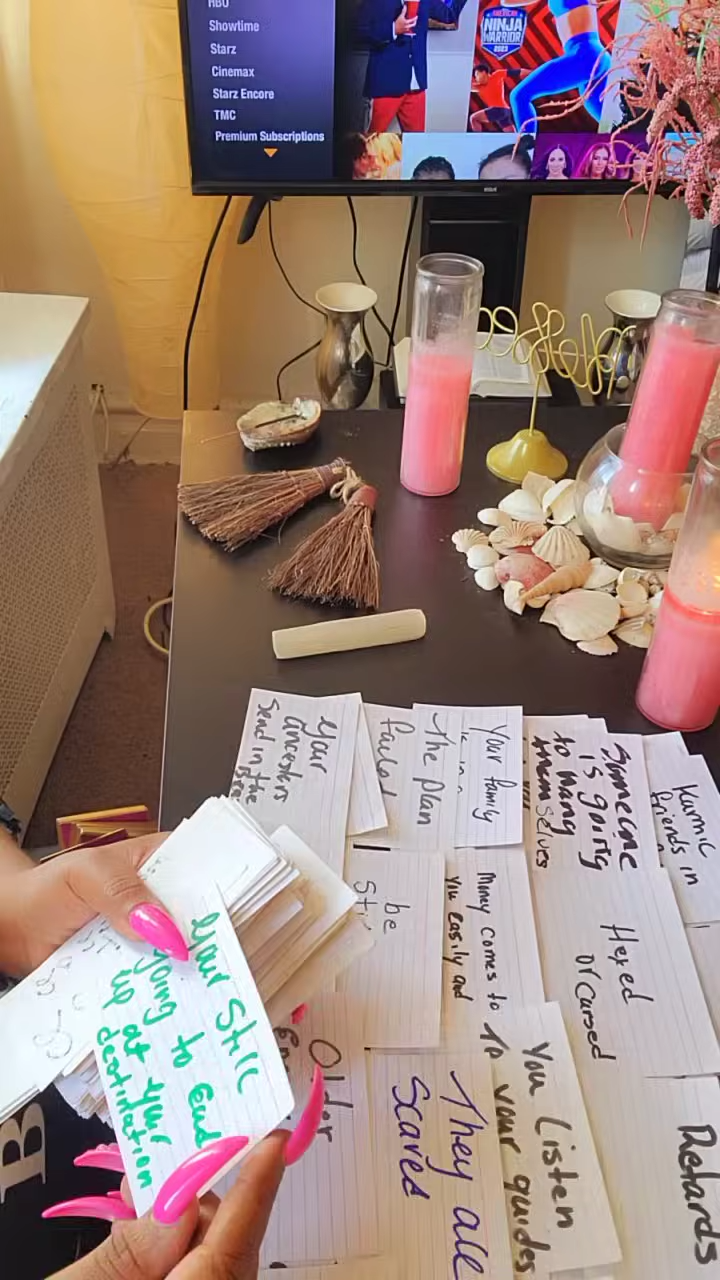 HBO
Showtime
Starz
Cinemax
Starz Encore
TMC
Premium Subscriptions
AMERICAN
NINJA
WARRIOR
Your
Ancestors
Send in the
The plan
failed
Your family
Someone
is going
to hang
themselves
Karmic
friends in
be
Money comes to
You easily and
Hexed
or cursed
Your Still
going to End
up at your
destination
Older
They are
Scared
You Listen
To your guides
Retards
B